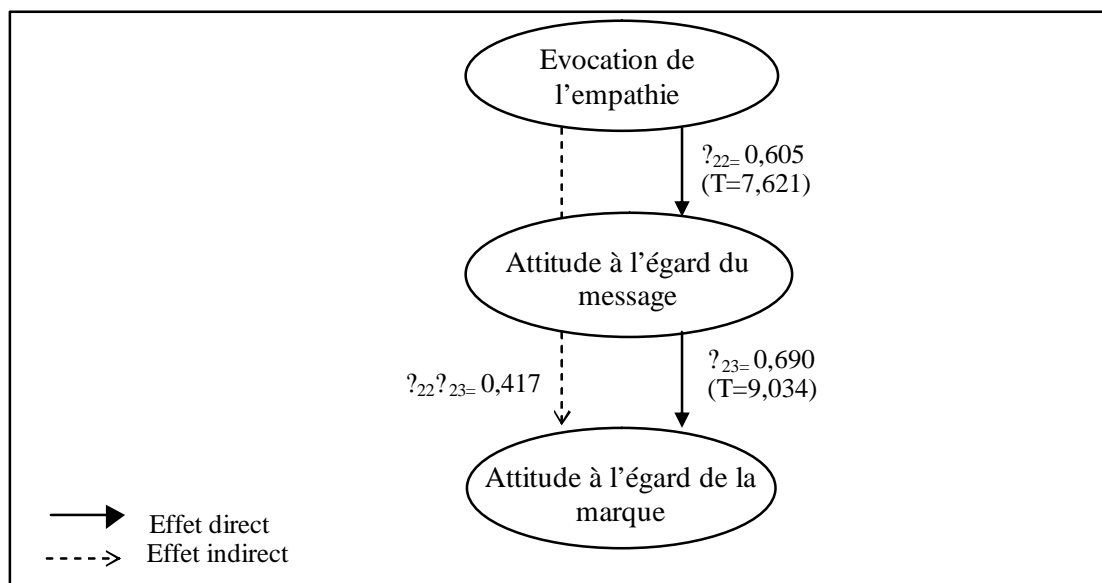 Evocation de
l’empathie
?22= 0,605
(T=7,621)
Attitude à l’égard du
message
?23= 0,690
(T=9,034)
?22?23= 0,417
Attitude à l’égard de la
marque
Effet direct
Effet indirect